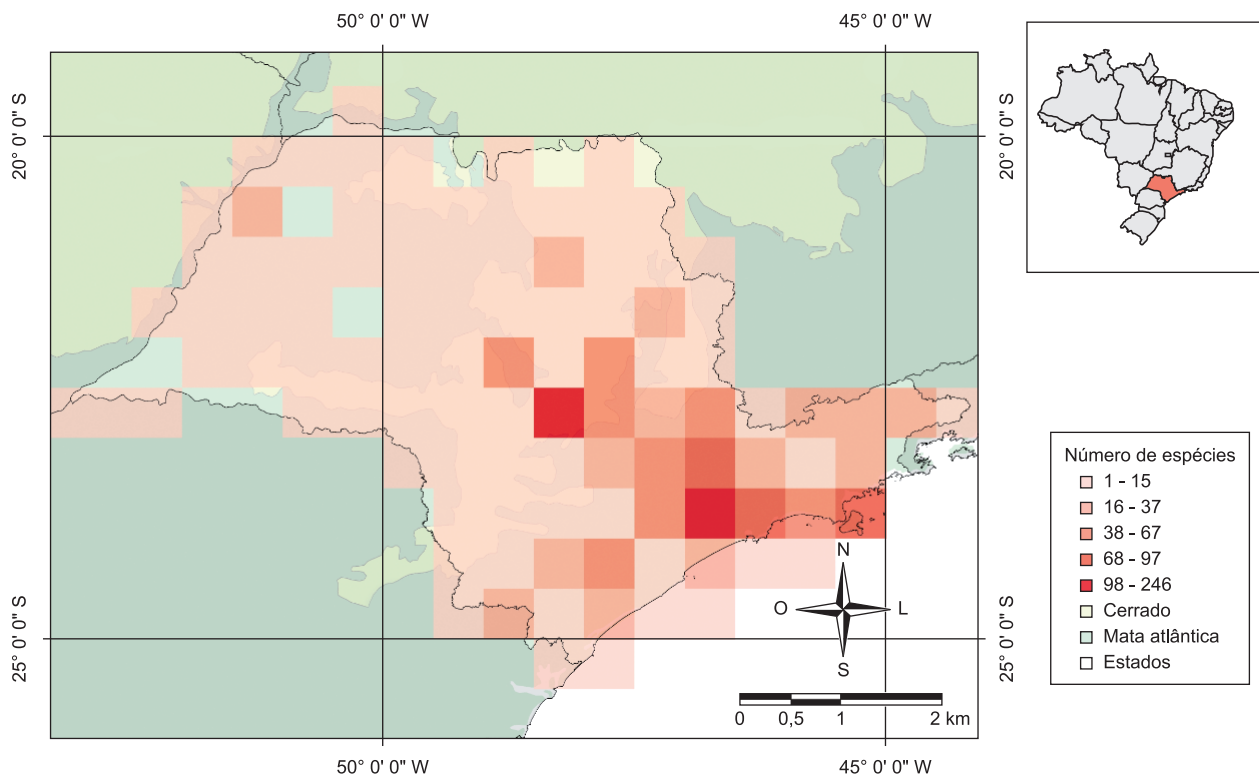 50° 0' 0" W
45° 0' 0" W
20° 0' 0" S
20° 0' 0" S
Número de espécies
1 - 15
16 - 37
38 - 67
68 - 97
98 - 246
Cerrado
Mata atlântica
Estados
N
O
L
S
25° 0' 0" S
25° 0' 0" S
0
0,5
1
2 km
50° 0' 0" W
45° 0' 0" W